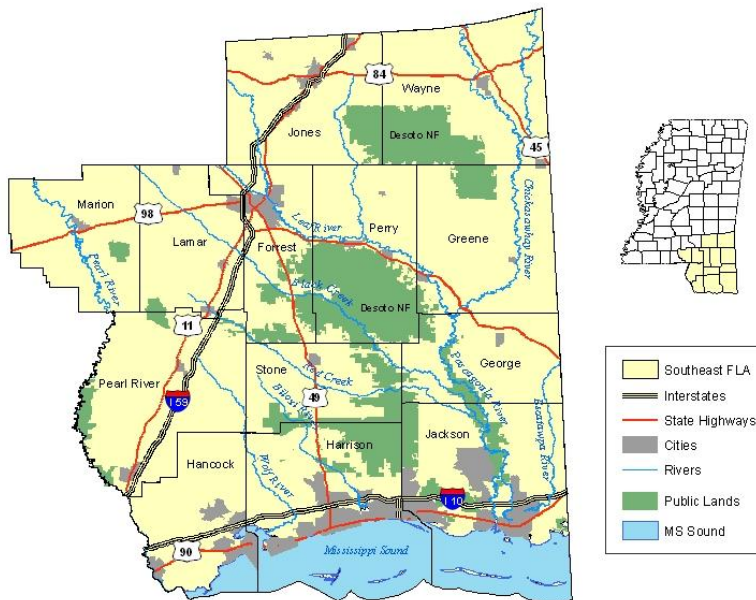 84
Wayne
Jones
Desoto NF
45
Marion
98
Lamar
Forrest
Leaf River
Perry
Greene
Chickasawhay River
Pearl River
Black Creek
Desoto NF
11
Pearl River
I 59
Stone
Red Creek
Biloxi River
49
George
Pascagoula River
Escatawpa River
Hancock
Wolf River
Harrison
Jackson
I 10
90
Mississippi Sound
Southeast FLA
Interstates
State Highways
Cities
Rivers
Public Lands
MS Sound